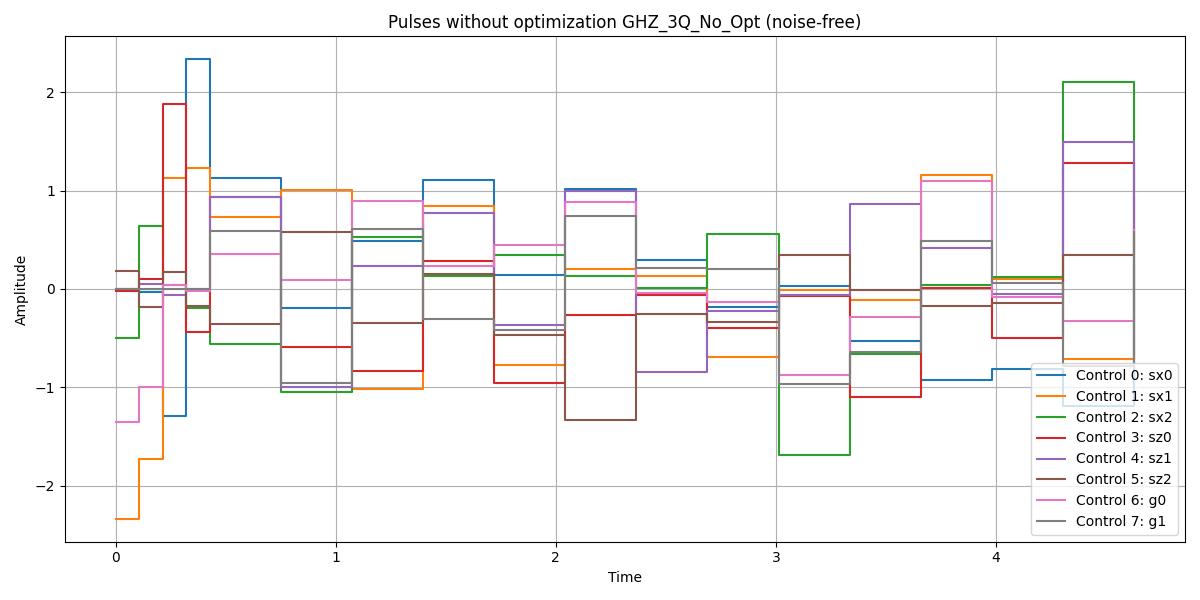 Pulses without optimization GHZ_3Q_No_Opt (noise-free)
Amplitude
2
1
0
−1
−2
0
1
2
3
4
Time
Control 0: sx0
Control 1: sx1
Control 2: sx2
Control 3: sz0
Control 4: sz1
Control 5: sz2
Control 6: g0
Control 7: g1